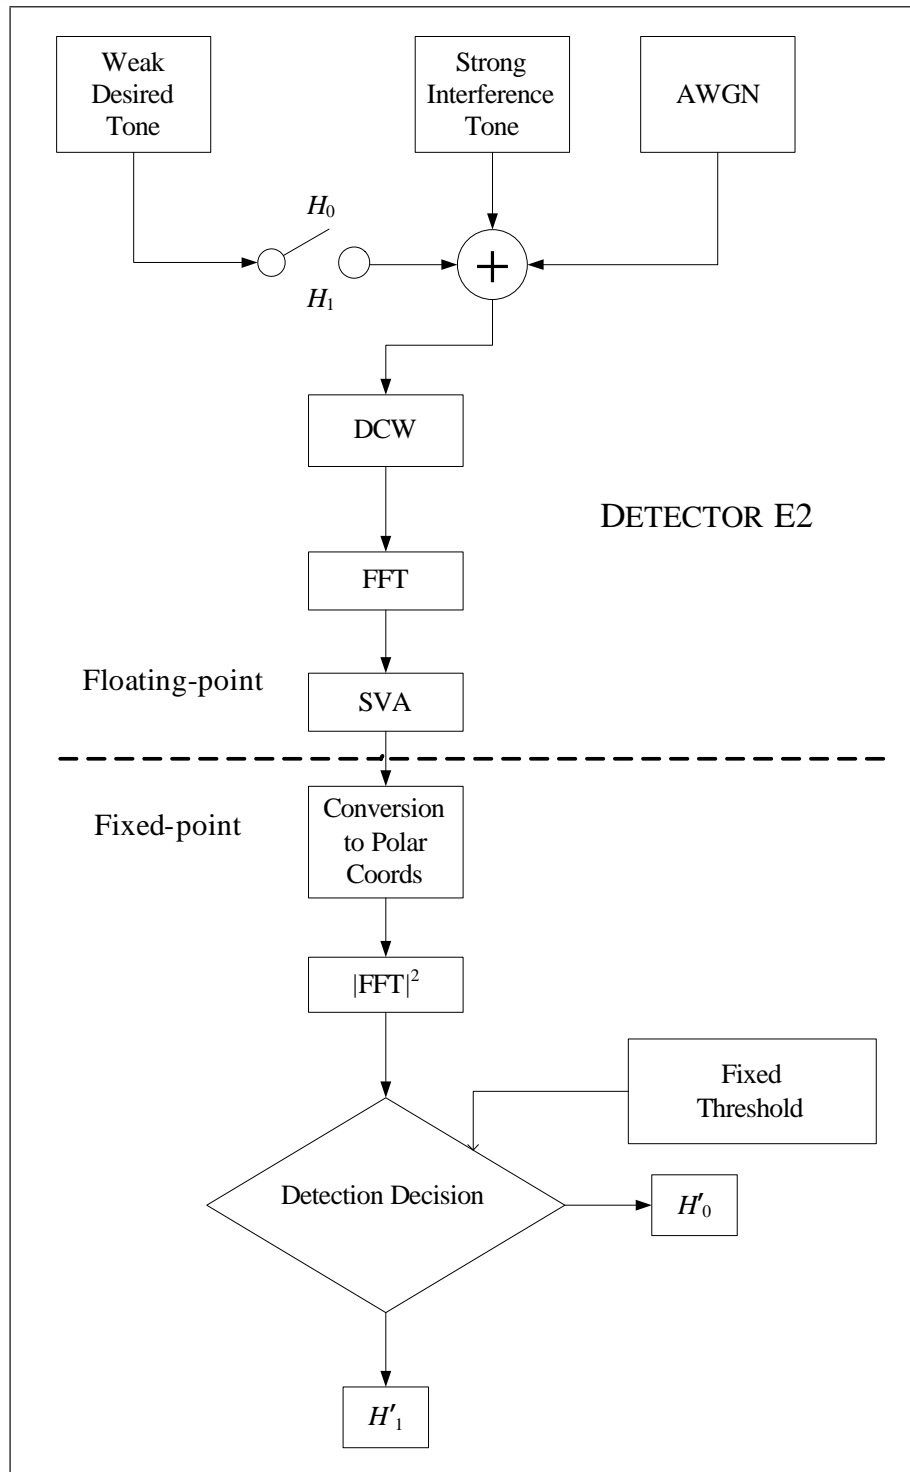 Weak
Desired
Tone
Strong
Interference
Tone
AWGN
H₀
H₁
+
DCW
DETECTOR E2
FFT
Floating-point
SVA
Fixed-point
Conversion
to Polar
Coords
|FFT|²
Fixed
Threshold
Detection Decision
H′₀
H′₁